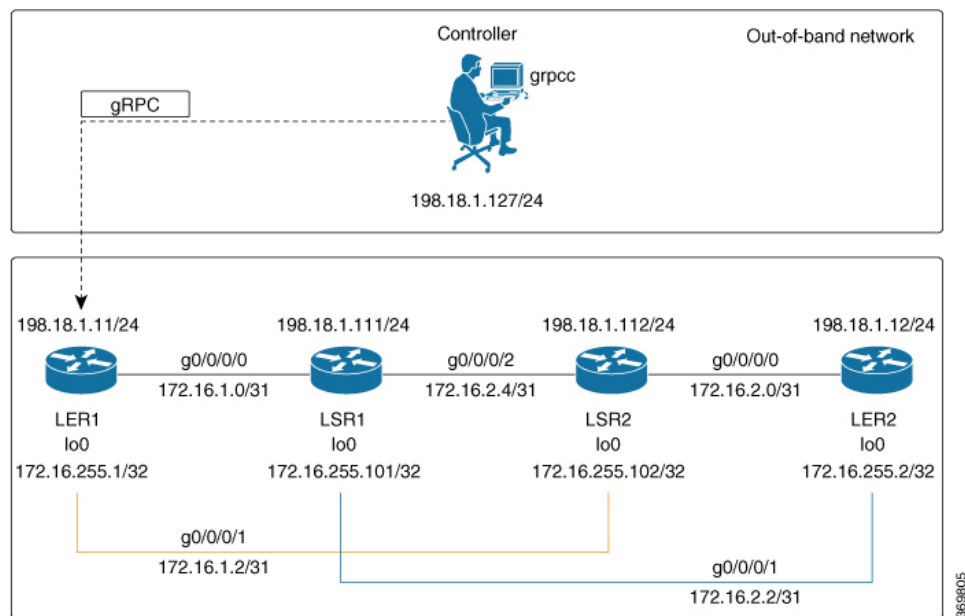 Controller
Out-of-band network
grpcc
gRPC
198.18.1.127/24
198.18.1.11/24
198.18.1.111/24
198.18.1.112/24
198.18.1.12/24
g0/0/0/0
g0/0/0/2
g0/0/0/0
172.16.1.0/31
172.16.2.4/31
172.16.2.0/31
LER1
LSR1
LSR2
LER2
lo0
lo0
lo0
lo0
172.16.255.1/32
172.16.255.101/32
172.16.255.102/32
172.16.255.2/32
g0/0/0/1
172.16.1.2/31
g0/0/0/1
172.16.2.2/31
369805